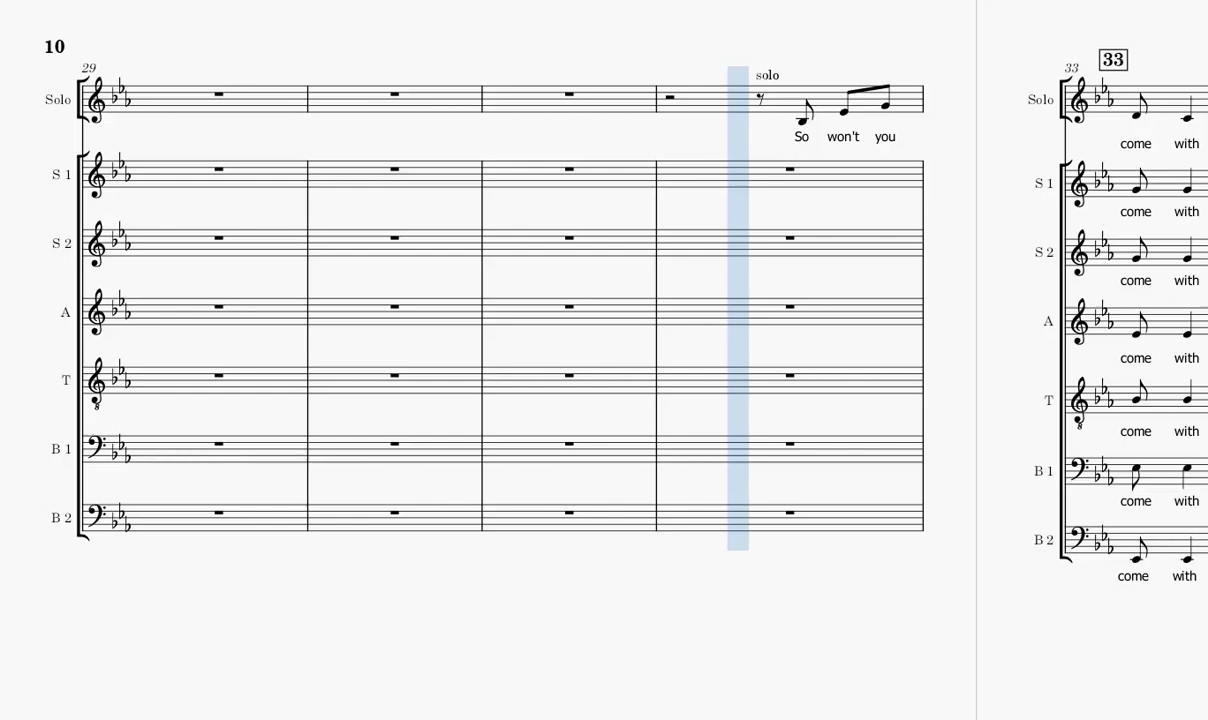 10
29
Solo
solo
So won't you
S 1
S 2
A
T
B 1
B 2
33
33
Solo
come with
S 1
come with
S 2
come with
A
come with
T
come with
B 1
come with
B 2
come with